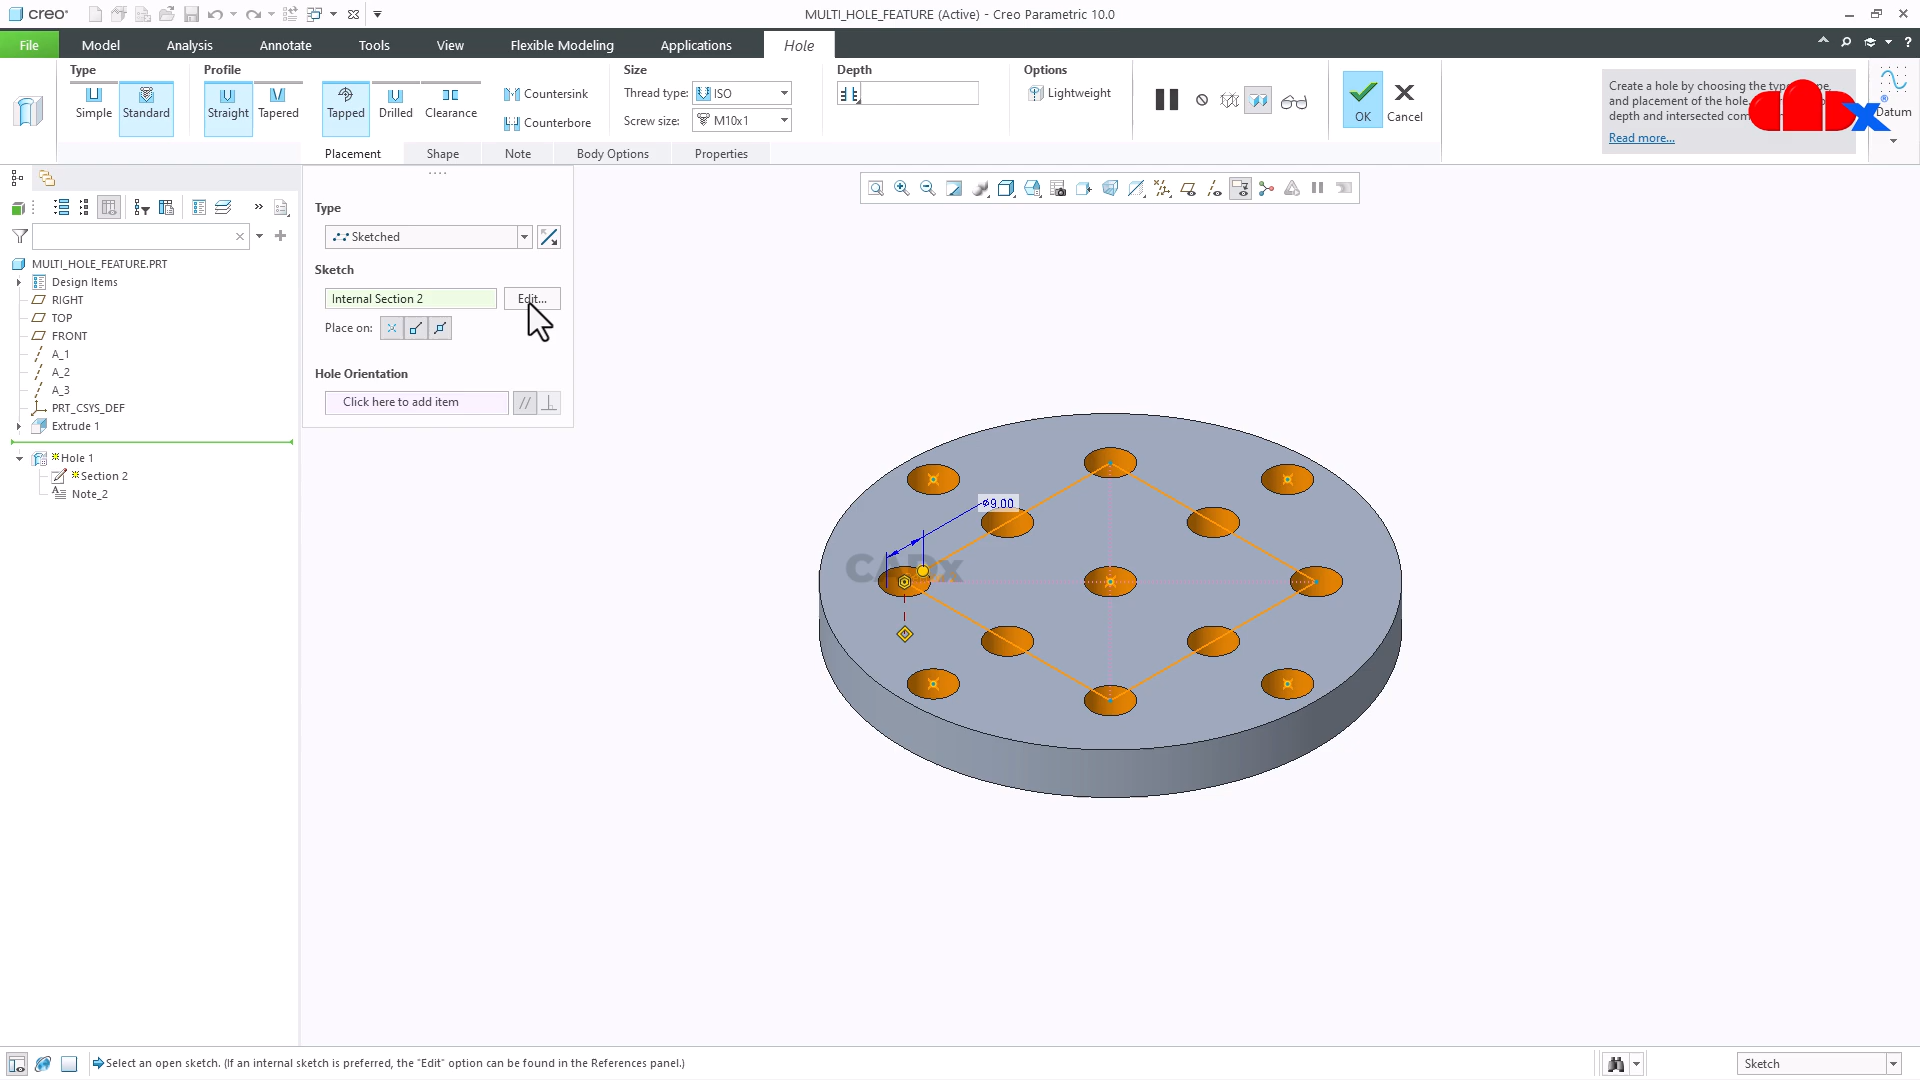 creo MULTI_HOLE_FEATURE (Active) - Creo Parametric 10.0
File Model Analysis Annotate Tools View Flexible Modeling Applications Hole
Type Profile Size Depth Options
Simple Standard Straight Tapered Tapped Drilled Clearance
Countersink
Counterbore
Thread type: ISO
Screw size: M10x1
Lightweight
OK Cancel
Create a hole by choosing the type,
and placement of the hole.
depth and intersected com
Read more...
Datum
Placement Shape Note Body Options Properties
MULTI_HOLE_FEATURE.PRT
Design Items
RIGHT
TOP
FRONT
A_1
A_2
A_3
PRT_CSYS_DEF
Extrude 1
Hole 1
Section 2
Note_2
Type
Sketched
Sketch
Internal Section 2 Edit...
Place on:
Hole Orientation
Click here to add item
ø9.00
CADx
Select an open sketch. (If an internal sketch is preferred, the "Edit" option can be found in the References panel.)
Sketch